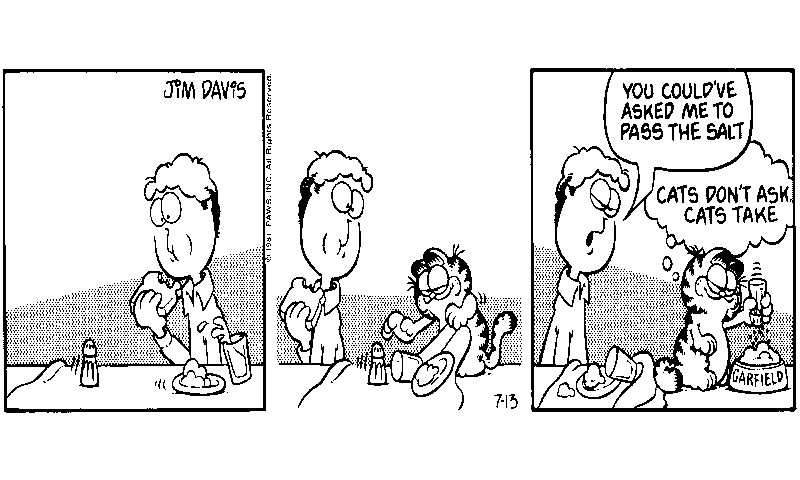 JIM DAVIS
© 1981 PAWS, INC. All Rights Reserved.
7-13
YOU COULD'VE
ASKED ME TO
PASS THE SALT
CATS DON'T ASK.
CATS TAKE
GARFIELD